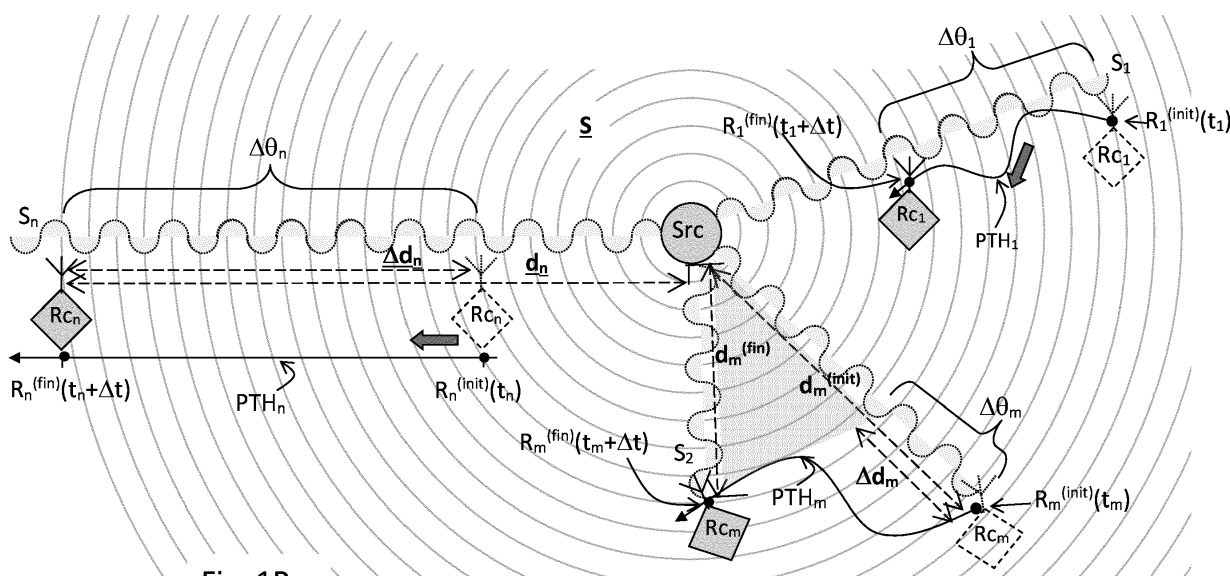 Δθ₁
S₁
S
R₁⁽ᶠⁱⁿ⁾(t₁+Δt)
R₁⁽ⁱⁿⁱᵗ⁾(t₁)
Rc₁
Δθₙ
Rc₁
Sₙ
Src
PTH₁
Δdₙ
dₙ
Rcₙ
Rcₙ
dₘ⁽ᶠⁱⁿ⁾
dₘ⁽ⁱⁿⁱᵗ⁾
Rₙ⁽ᶠⁱⁿ⁾(tₙ+Δt)
Rₙ⁽ⁱⁿⁱᵗ⁾(tₙ)
PTHₙ
Δθₘ
Rₘ⁽ᶠⁱⁿ⁾(tₘ+Δt)
S₂
Δdₘ
PTHₘ
Rₘ⁽ⁱⁿⁱᵗ⁾(tₘ)
Rcₘ
Rcₘ